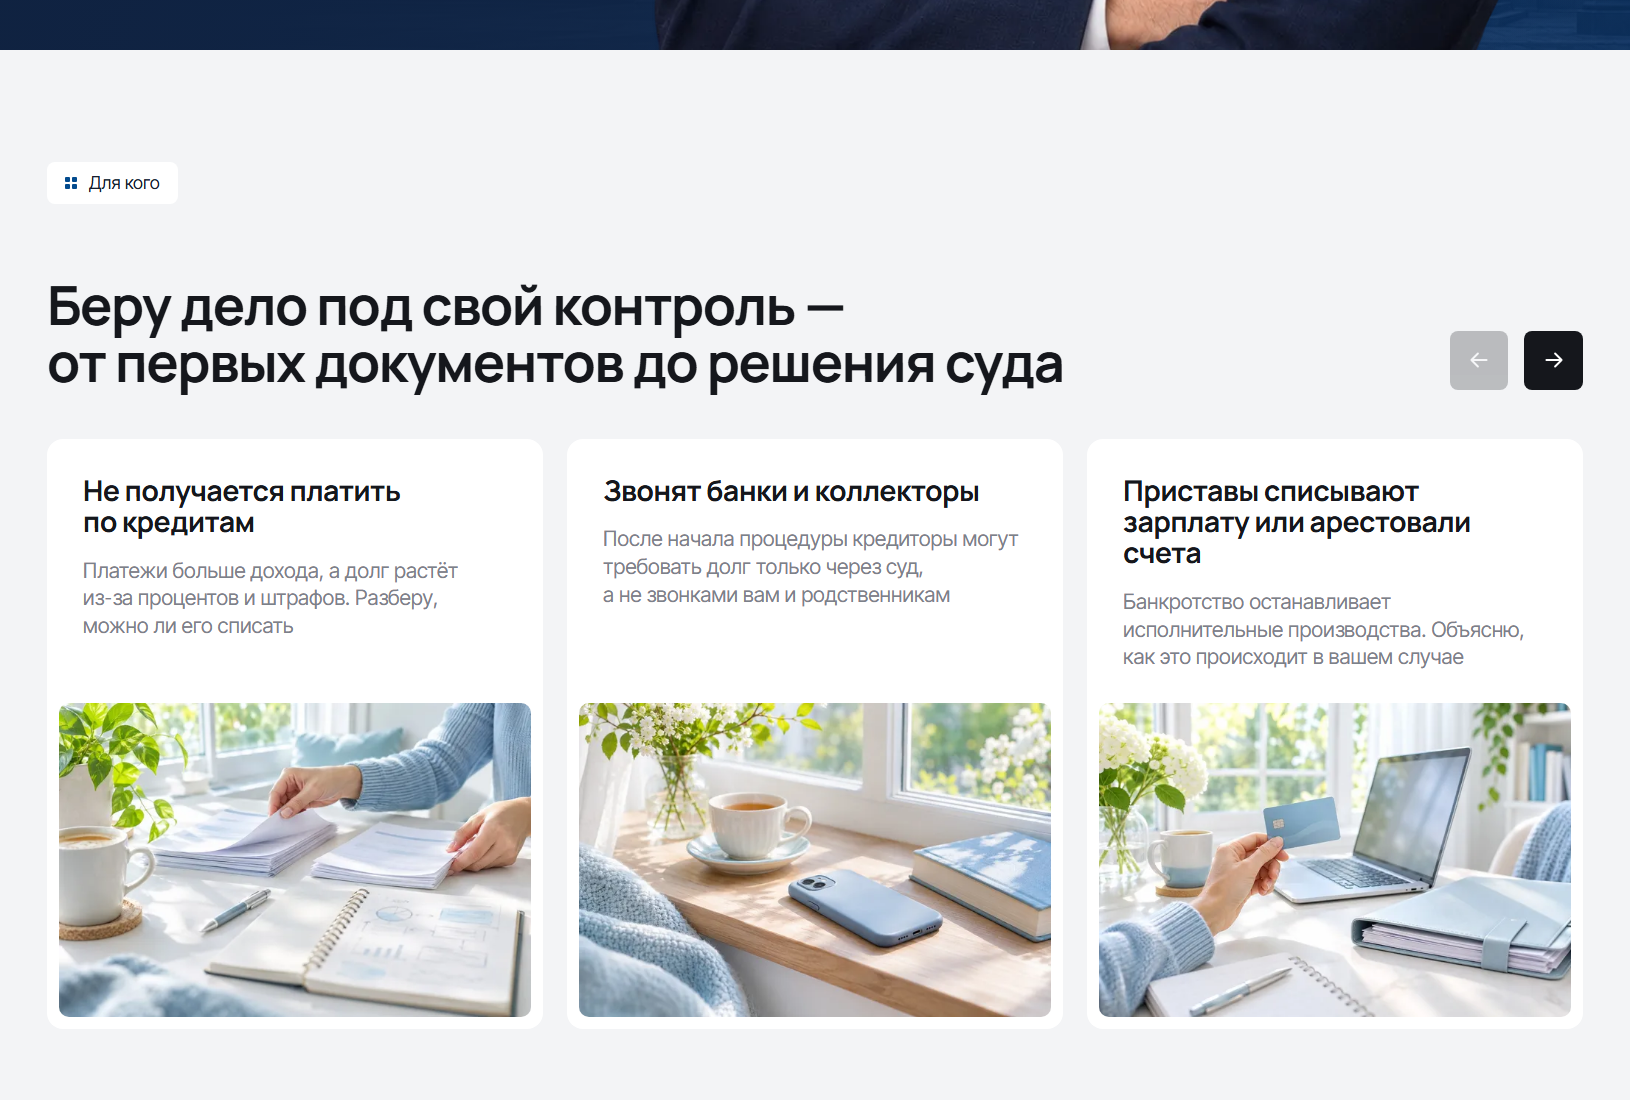 Для кого
Беру дело под свой контроль —
от первых документов до решения суда
Не получается платить
по кредитам
Платежи больше дохода, а долг растёт
из-за процентов и штрафов. Разберу,
можно ли его списать
Звонят банки и коллекторы
После начала процедуры кредиторы могут
требовать долг только через суд,
а не звонками вам и родственникам
Приставы списывают
зарплату или арестовали
счета
Банкротство останавливает
исполнительные производства. Объясню,
как это происходит в вашем случае